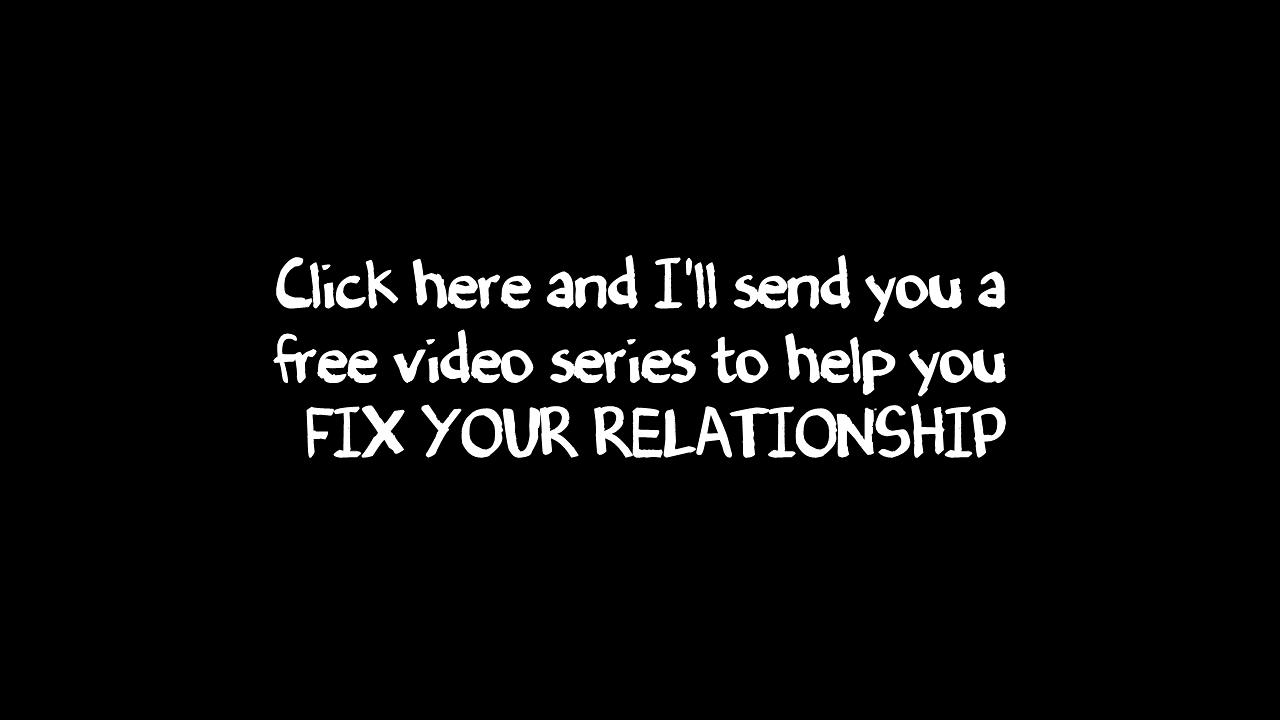 Click here and I'll send you a
free video series to help you
FIX YOUR RELATIONSHIP